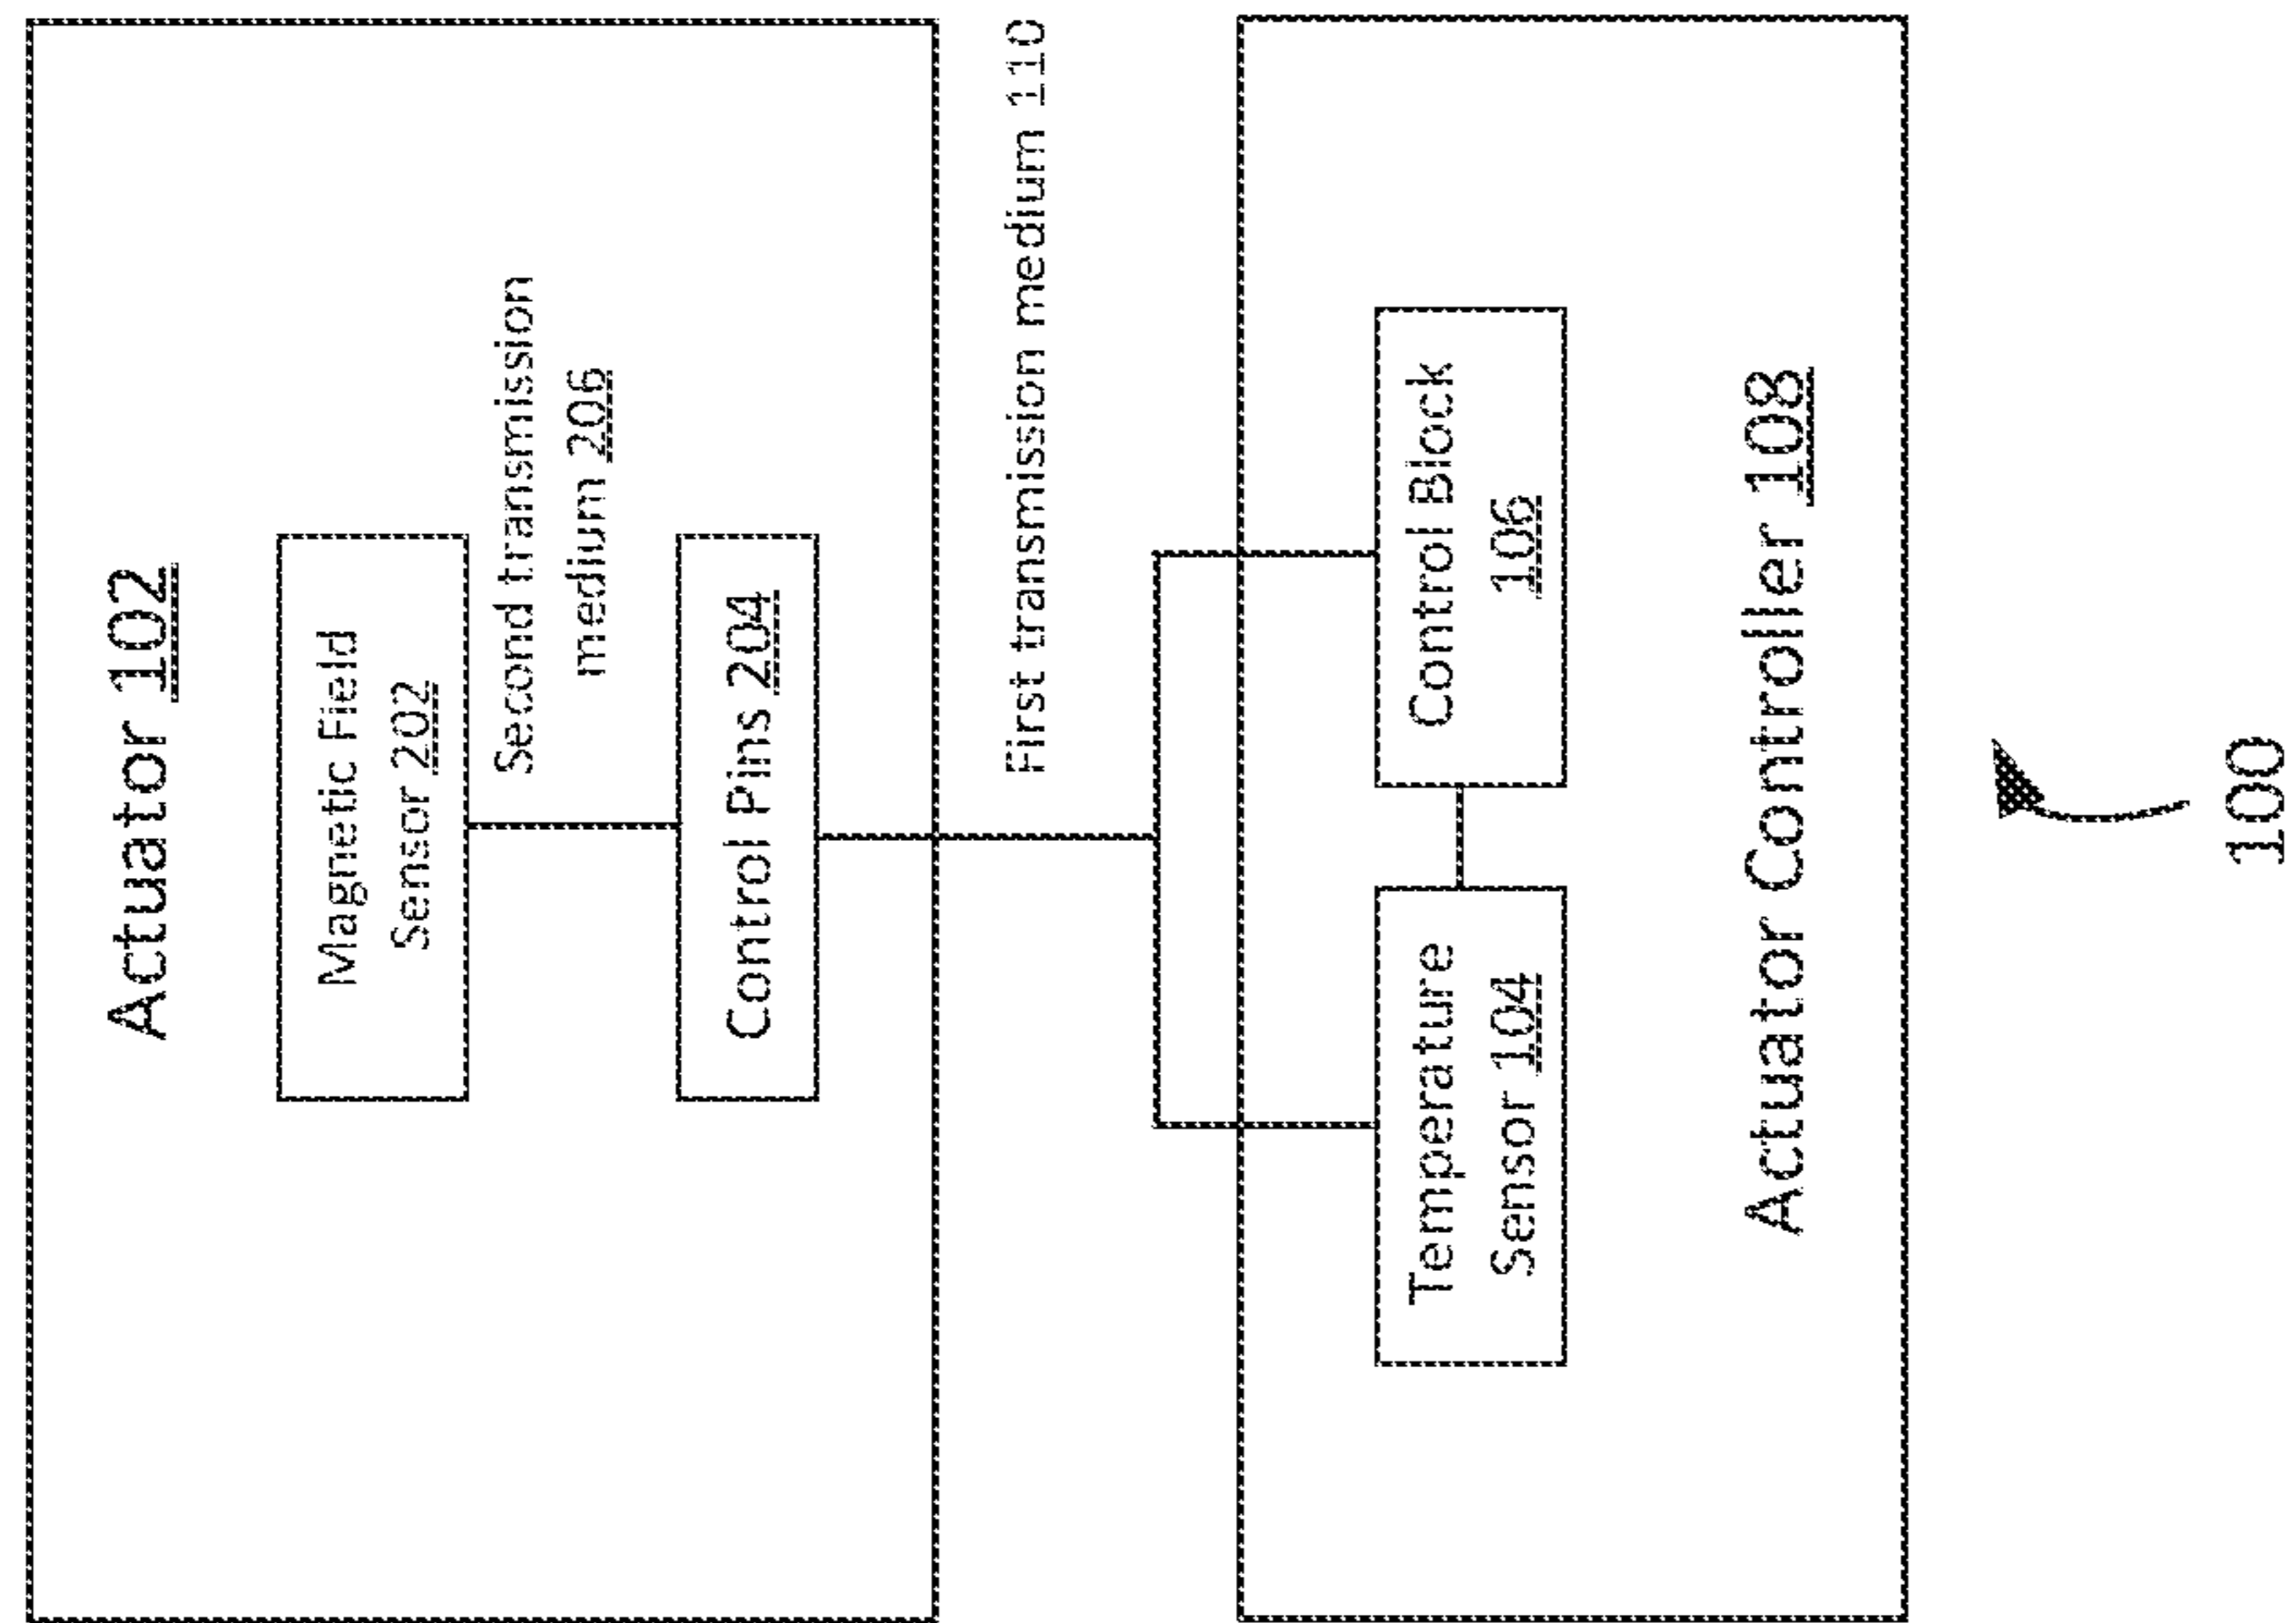 Actuator 102
Magnetic Field
Sensor 202
Second transmission
medium 206
Control Pins 204
First transmission medium 110
Temperature
Sensor 104
Control Block
106
Actuator Controller 108
100